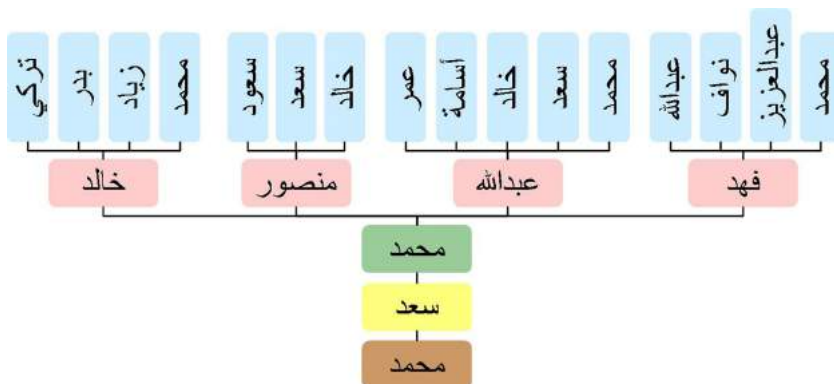 محمد
عبدالعزيز
نواف
عبدالله
محمد
سعد
خالد
أسامة
عمر
خالد
سعد
سعود
محمد
زياد
بدر
تركي
فهد
عبدالله
منصور
خالد
محمد
سعد
محمد